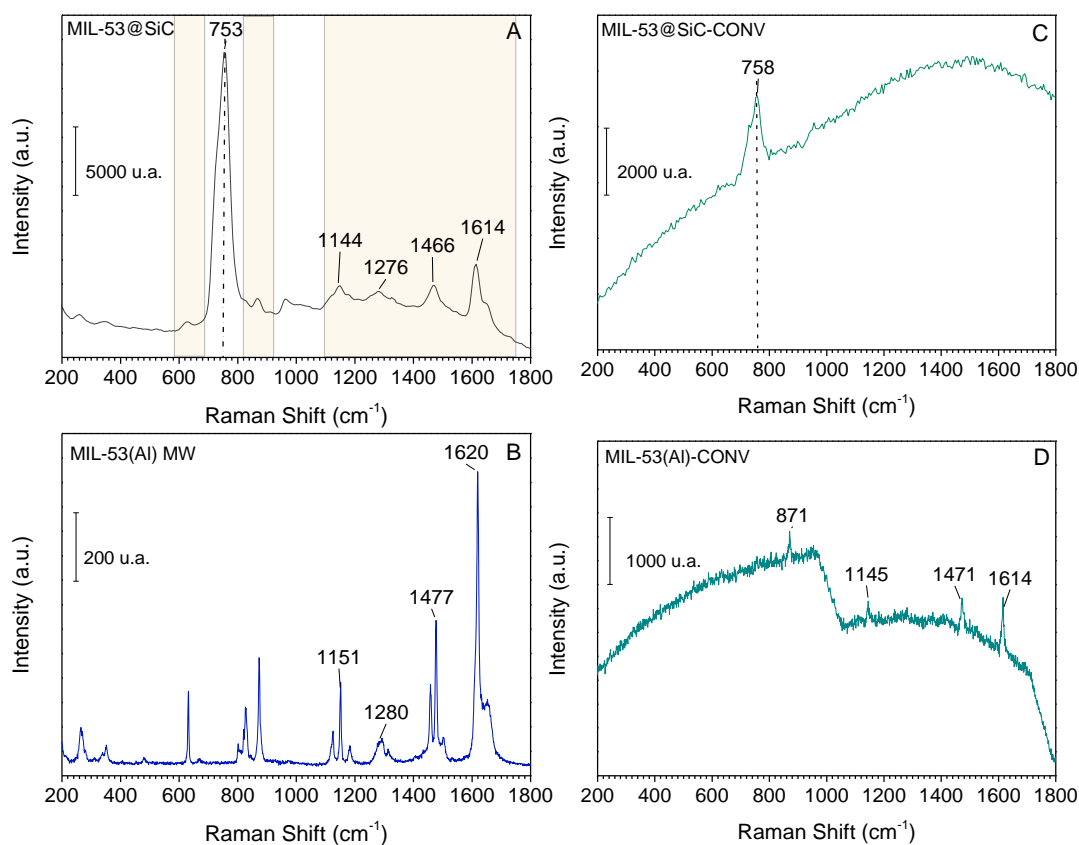 MIL-53@SiC
753
A
5000 u.a.
1144
1276
1466
1614
Intensity (a.u.)
200 400 600 800 1000 1200 1400 1600 1800
Raman Shift (cm⁻¹)
MIL-53@SiC-CONV
C
758
2000 u.a.
Intensity (a.u.)
200 400 600 800 1000 1200 1400 1600 1800
Raman Shift (cm⁻¹)
MIL-53(Al) MW
B
1620
200 u.a.
1477
1151
1280
Intensity (a.u.)
200 400 600 800 1000 1200 1400 1600 1800
Raman Shift (cm⁻¹)
MIL-53(Al)-CONV
D
871
1000 u.a.
1145
1471
1614
Intensity (a.u.)
200 400 600 800 1000 1200 1400 1600 1800
Raman Shift (cm⁻¹)